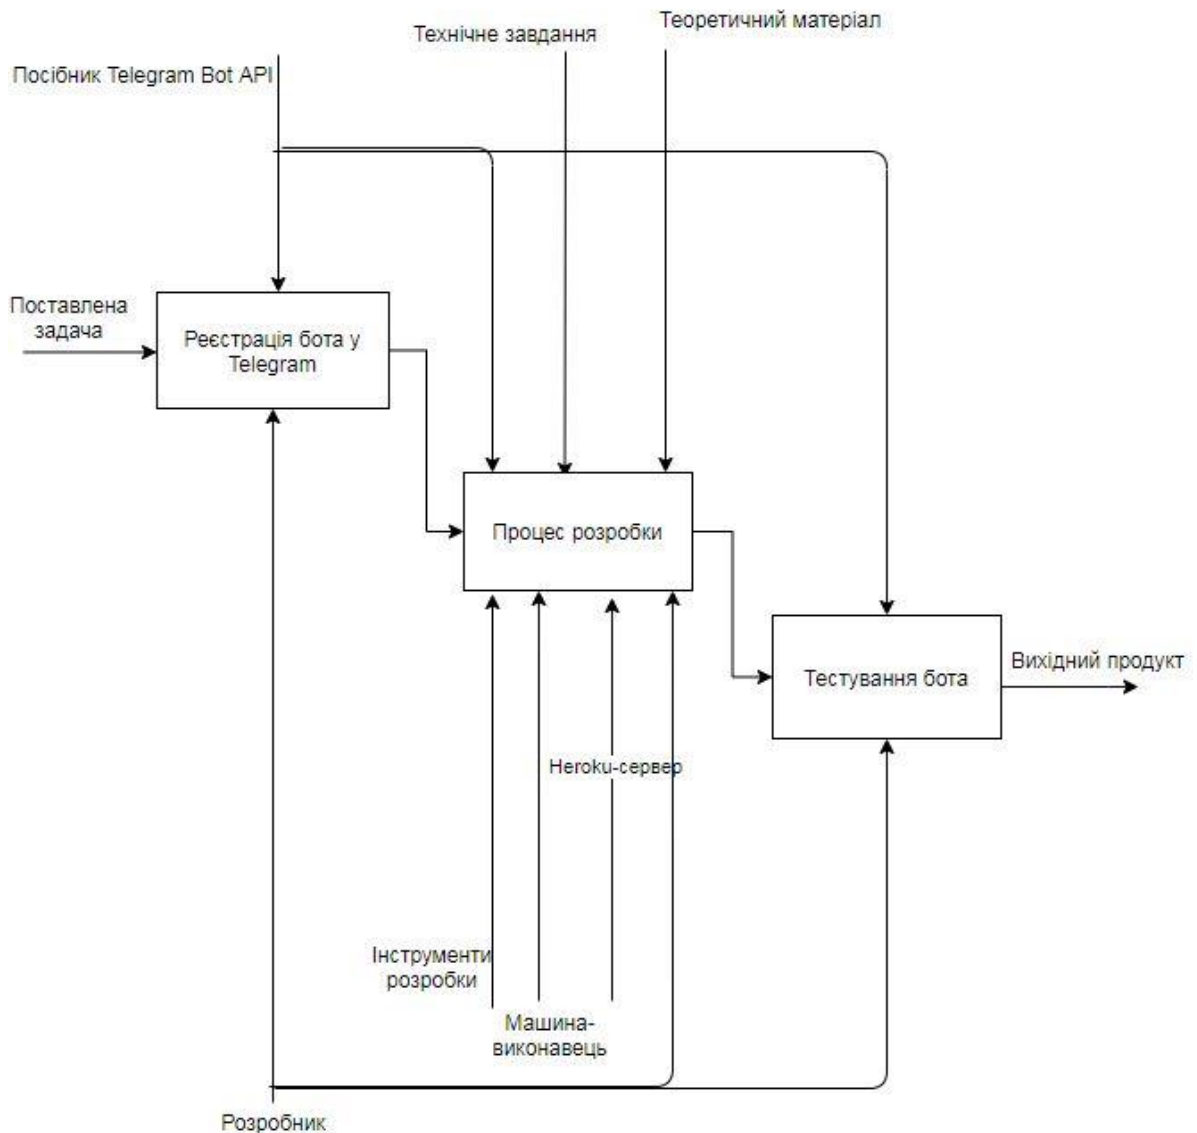 Теоретичний матеріал
Технічне завдання
Посібник Telegram Bot API
Поставлена
задача
Реєстрація бота у
Telegram
Процес розробки
Тестування бота
Вихідний продукт
Heroku-сервер
Інструменти
розробки
Машина-
виконавець
Розробник